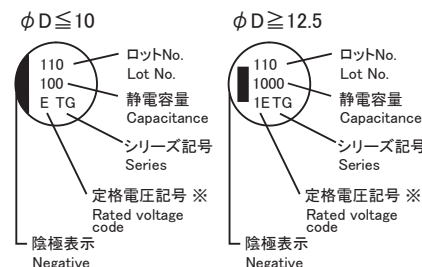 φD≦10
110
100
E TG
ロットNo.
Lot No.
静電容量
Capacitance
シリーズ記号
Series
定格電圧記号 ※
Rated voltage
code
陰極表示
Negative
φD≧12.5
110
1000
1E TG
ロットNo.
Lot No.
静電容量
Capacitance
シリーズ記号
Series
定格電圧記号 ※
Rated voltage
code
陰極表示
Negative